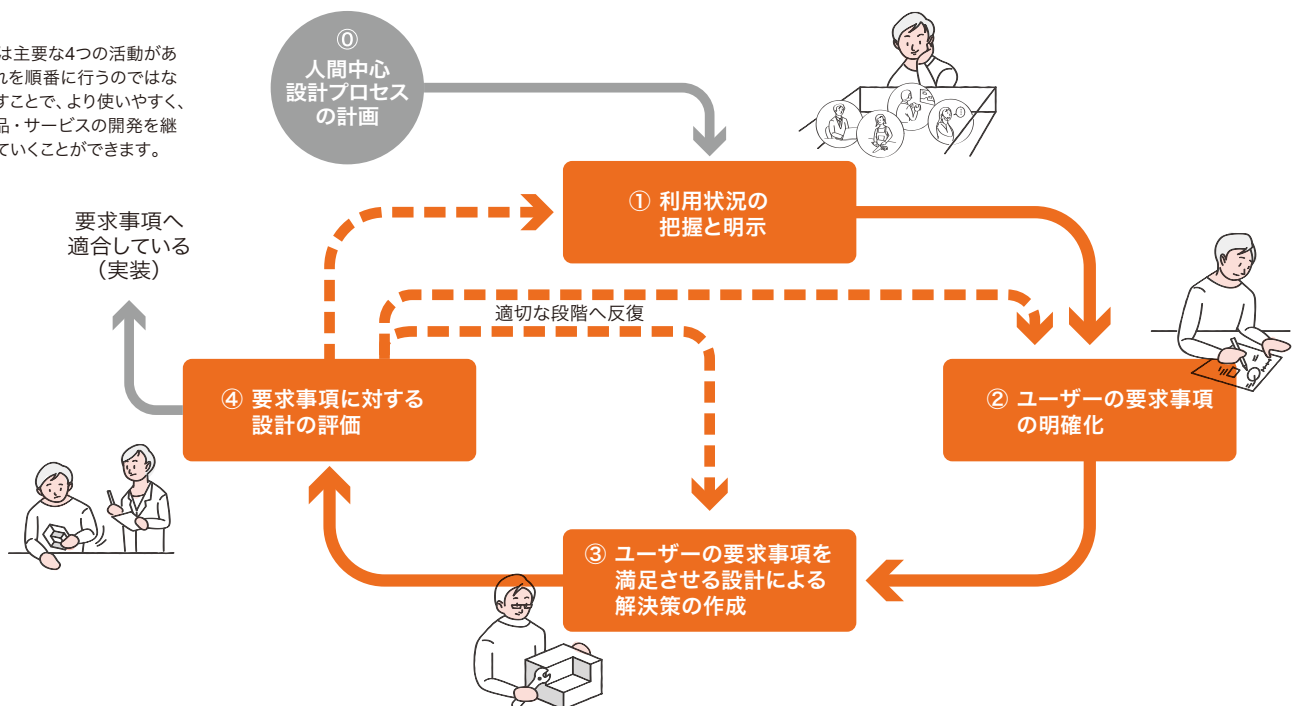 は主要な4つの活動があ
れを順番に行うのではな
すことで、より使いやすく、
品・サービスの開発を継
ていくことができます。
⓪
人間中心
設計プロセス
の計画
① 利用状況の
把握と明示
要求事項へ
適合している
（実装）
適切な段階へ反復
④ 要求事項に対する
設計の評価
② ユーザーの要求事項
の明確化
③ ユーザーの要求事項を
満足させる設計による
解決策の作成